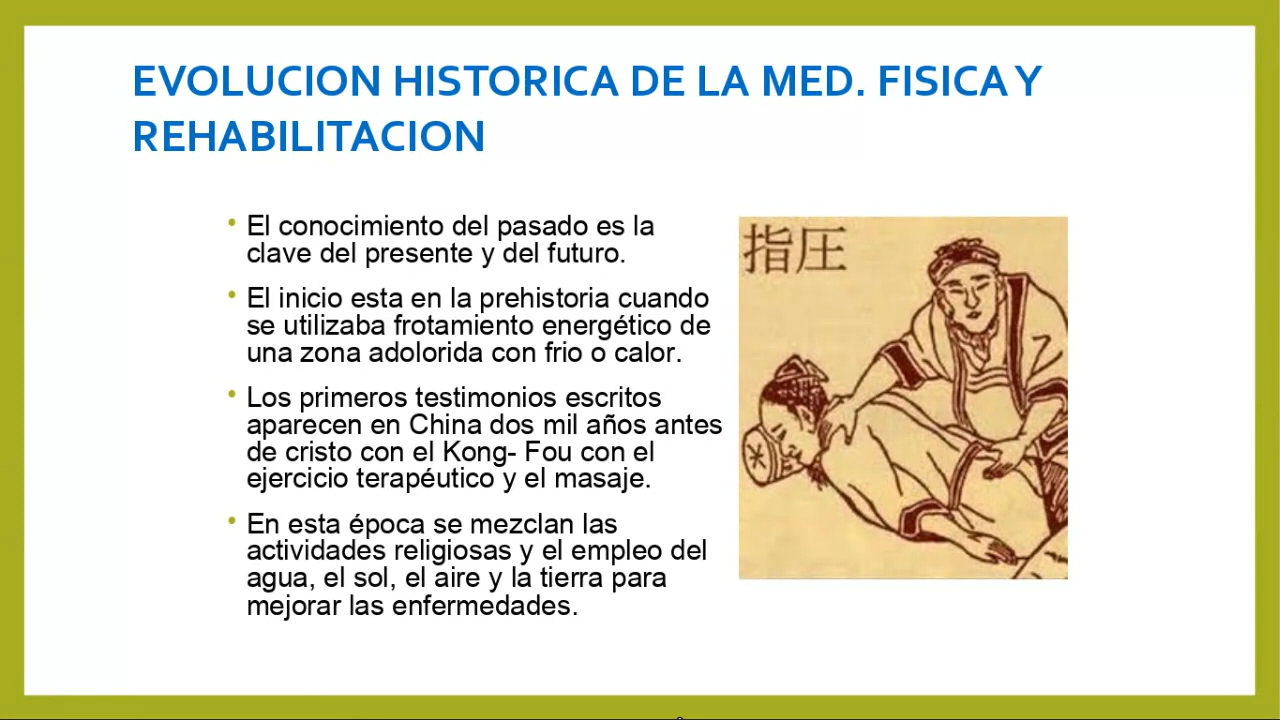 EVOLUCION HISTORICA DE LA MED. FISICA Y
REHABILITACION
• El conocimiento del pasado es la
clave del presente y del futuro.
• El inicio esta en la prehistoria cuando
se utilizaba frotamiento energético de
una zona adolorida con frio o calor.
• Los primeros testimonios escritos
aparecen en China dos mil años antes
de cristo con el Kong- Fou con el
ejercicio terapéutico y el masaje.
• En esta época se mezclan las
actividades religiosas y el empleo del
agua, el sol, el aire y la tierra para
mejorar las enfermedades.
指圧